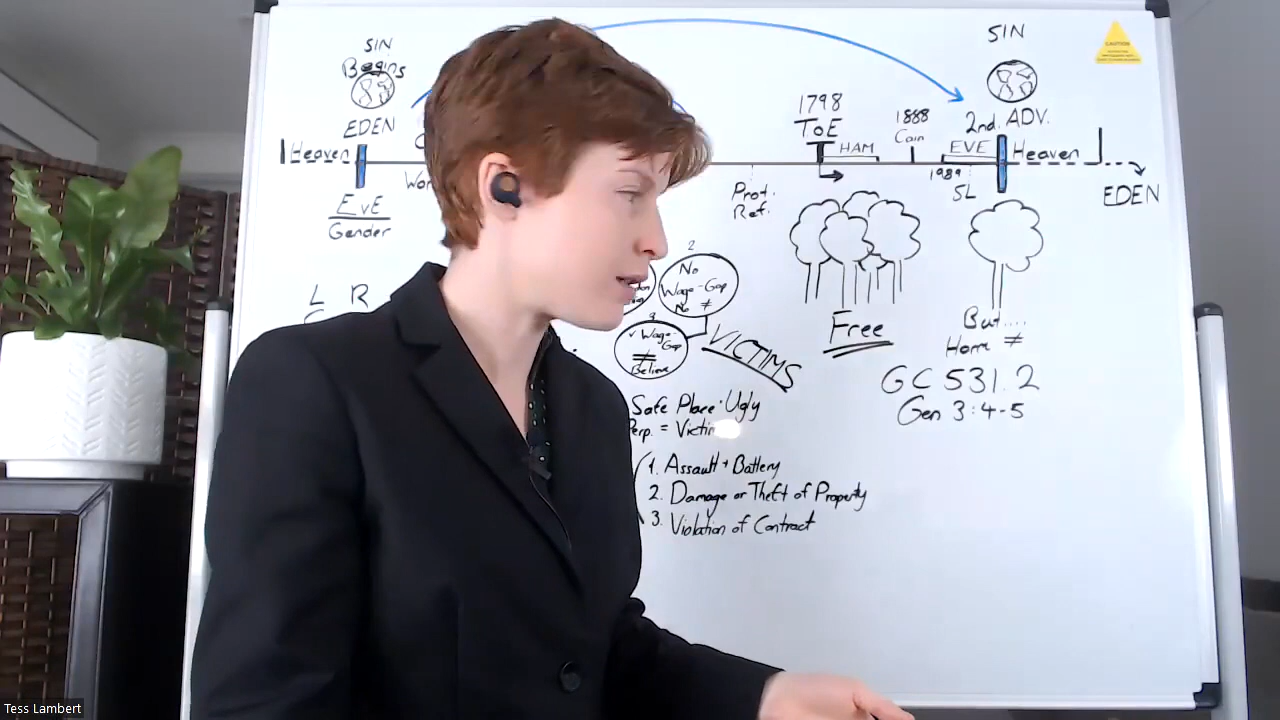 SIN
Begins
EDEN
Heaven
EvE
Gender
L R
Wor
1798
ToE
HAM
1888
Cain
SIN
2nd. ADV.
EVE
Heaven
1989
SL
EDEN
Prot.
Ref.
CAUTION
2
No
Wage-Gap
No ≠
✓ Wage-
Gap
≠
Believe
VICTIMS
Free
But....
Home ≠
GC 531.2
Gen 3:4-5
Safe Place · Ugly
Perp. = Victim
1. Assault + Battery
2. Damage or Theft of Property
3. Violation of Contract
Tess Lambert